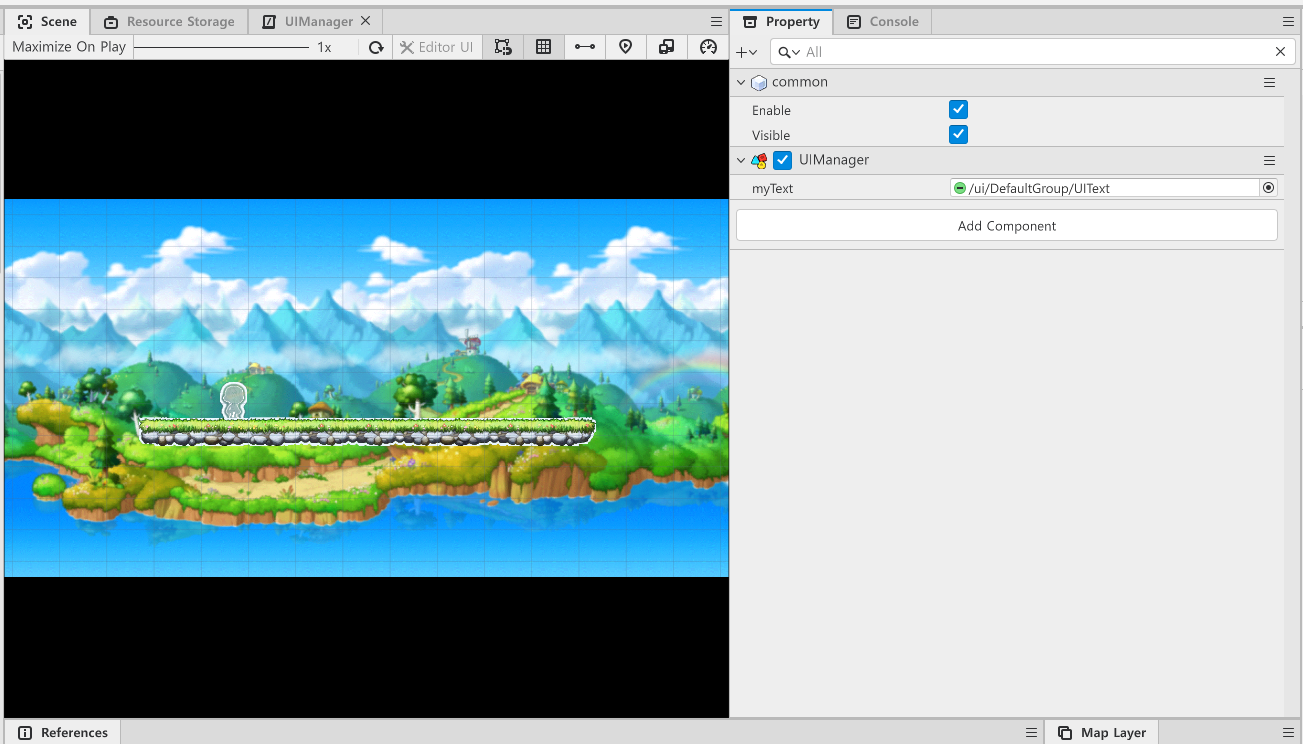 Scene
Resource Storage
UIManager
Property
Console
Maximize On Play
1x
Editor UI
All
common
Enable
Visible
UIManager
myText
/ui/DefaultGroup/UIText
Add Component
References
Map Layer